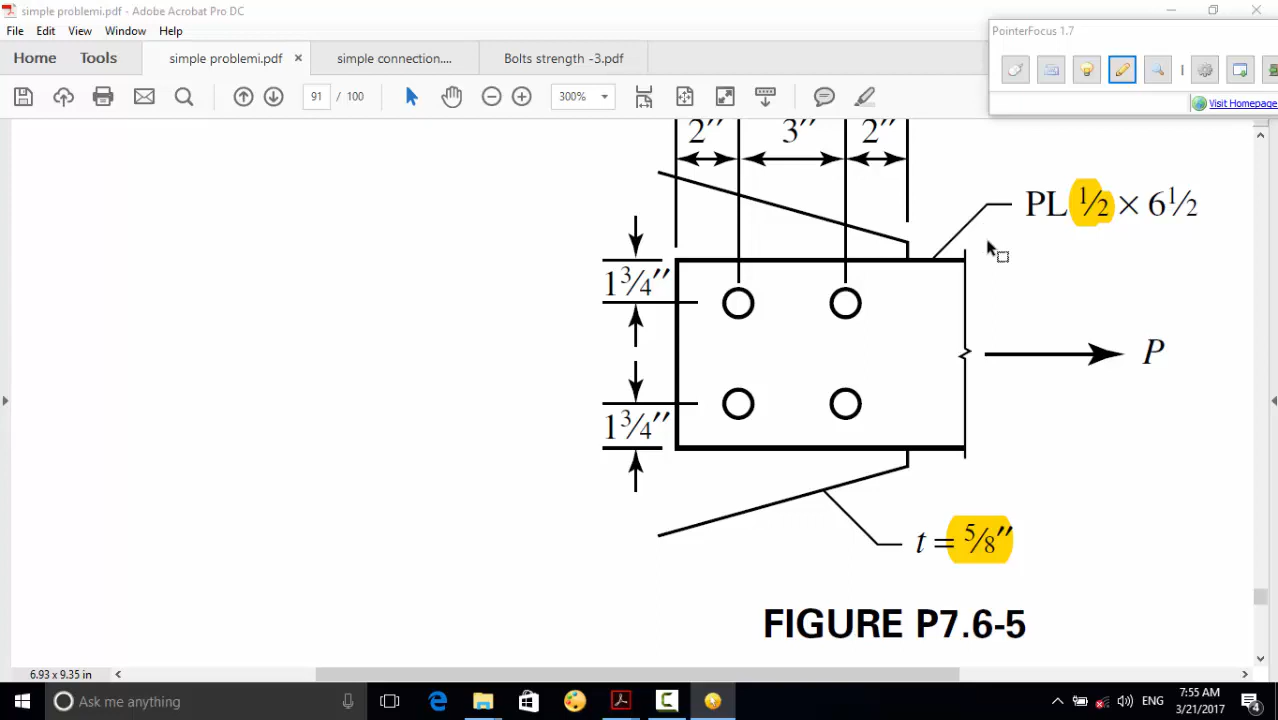 simple problemi.pdf - Adobe Acrobat Pro DC
PointerFocus 1.7
File Edit View Window Help
Home Tools simple problemi.pdf × simple connection.... Bolts strength -3.pdf
91 / 100 300%
Visit Homepage
2″ 3″ 2″
PL ½ × 6½
1¾″
P
1¾″
t = ⅝″
FIGURE P7.6-5
6.93 x 9.35 in
Ask me anything
ENG
7:55 AM
3/21/2017
4